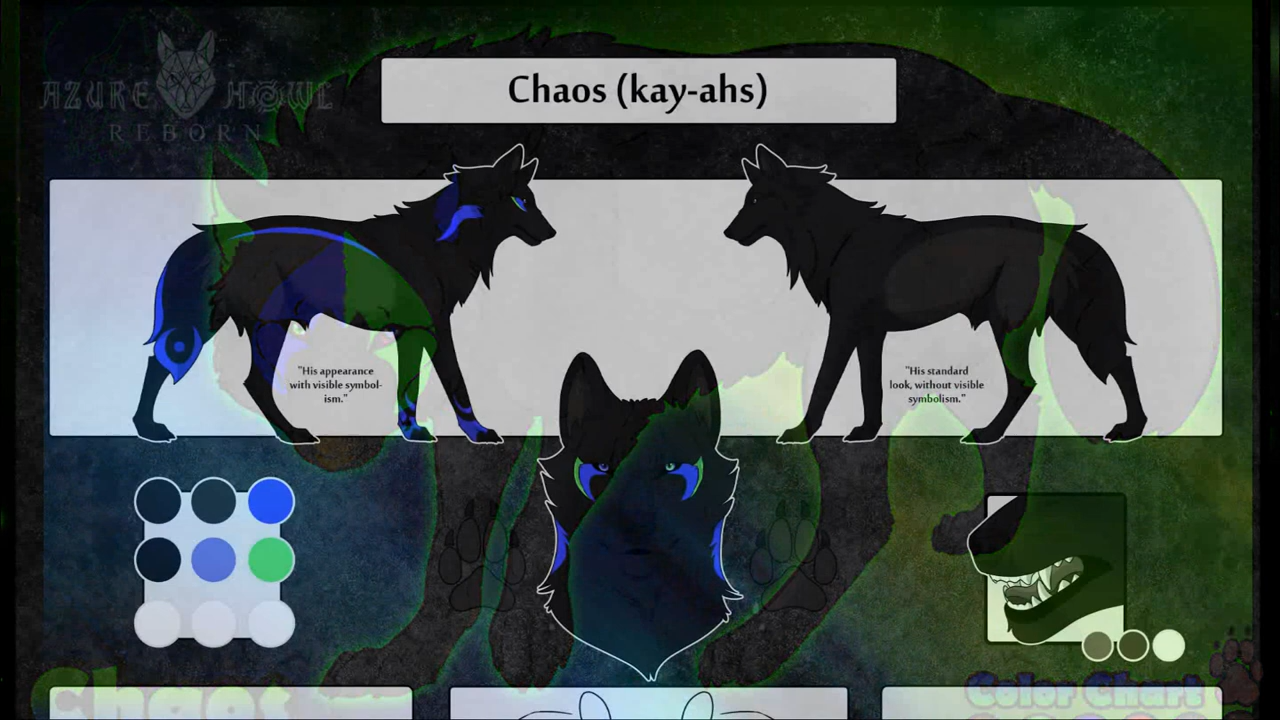 AZURE HOWL
REBORN
Chaos (kay-ahs)
"His appearance
with visible symbol-
ism."
"His standard
look, without visible
symbolism."
Chaos
Color Chart